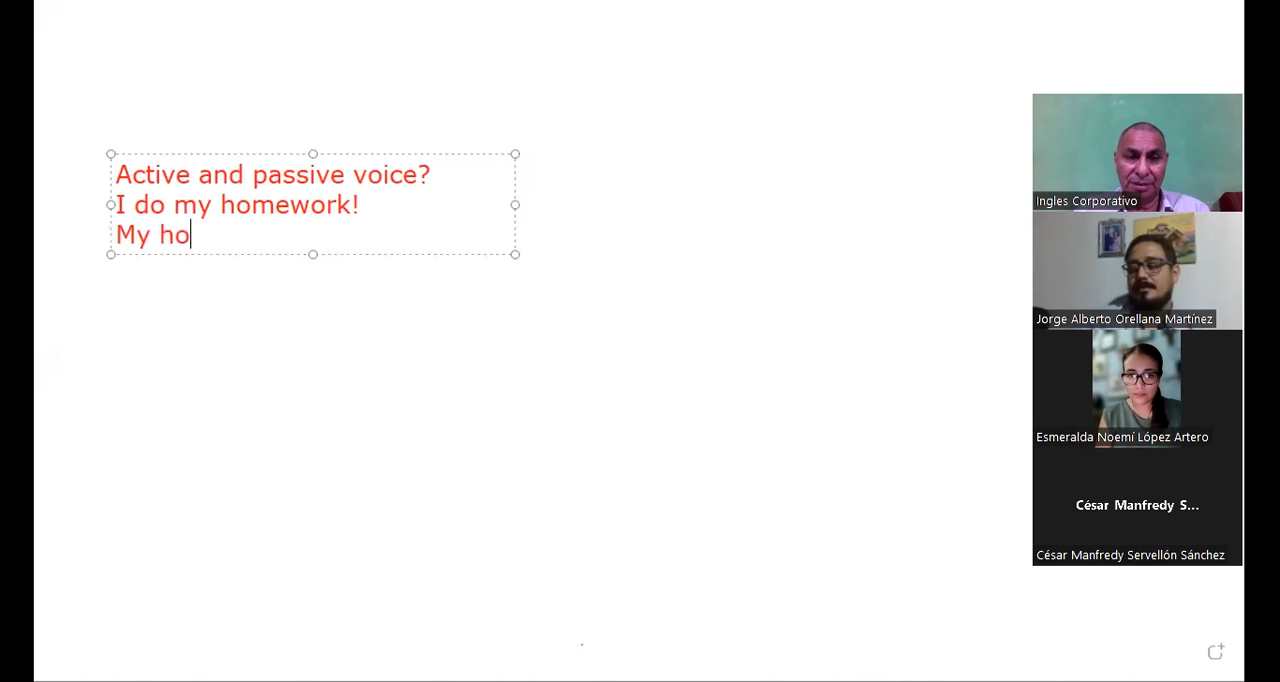 Active and passive voice?
I do my homework!
My ho
Ingles Corporativo
Jorge Alberto Orellana Martínez
Esmeralda Noemí López Artero
César Manfredy S...
César Manfredy Servellón Sánchez